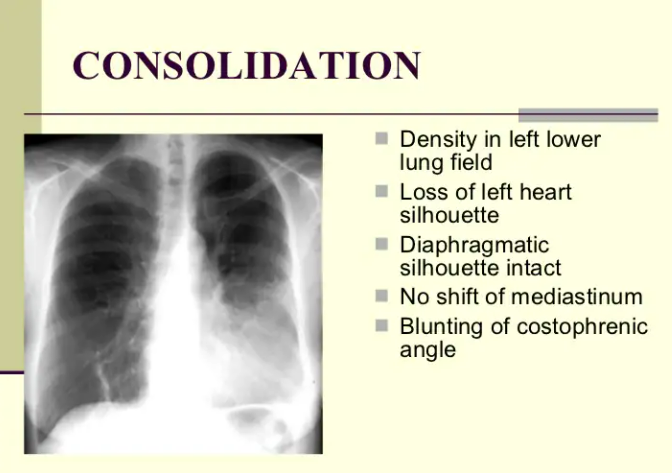 CONSOLIDATION
Density in left lower
lung field
Loss of left heart
silhouette
Diaphragmatic
silhouette intact
No shift of mediastinum
Blunting of costophrenic
angle